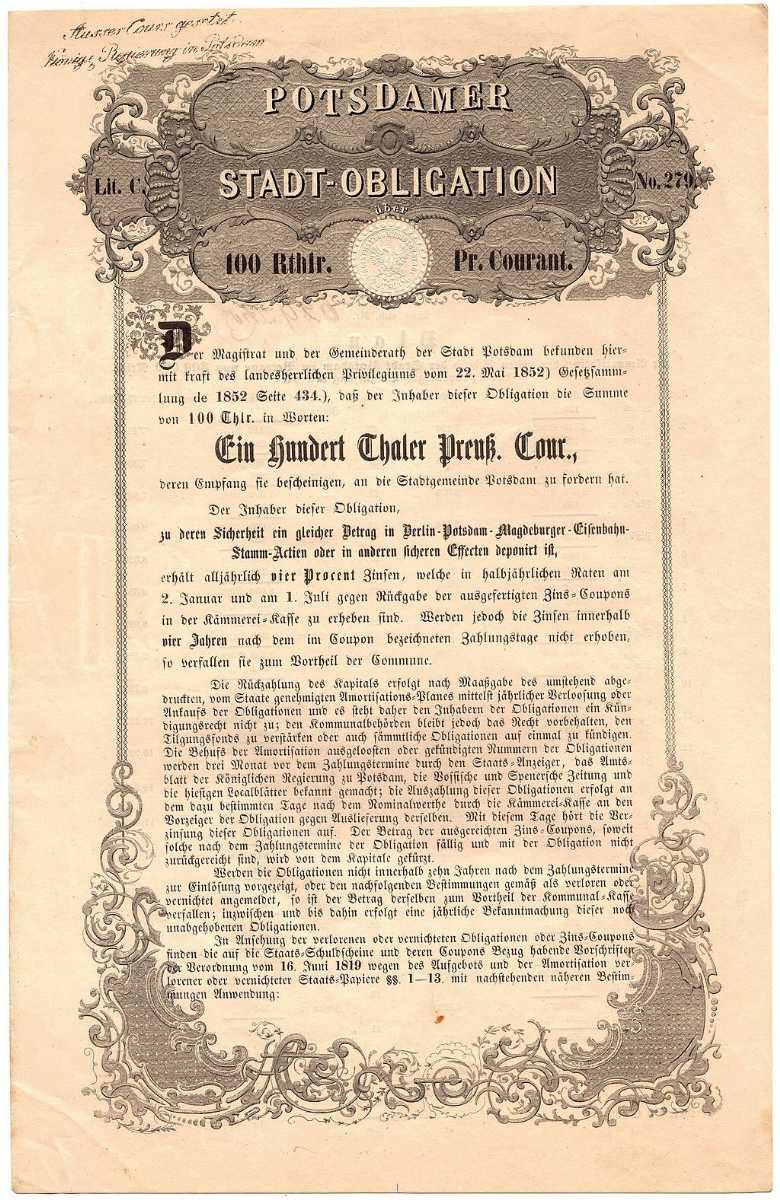 Ausser Cours gesetzt.
Königl. Regierung in Potsdam
POTSDAMER
Lit. C.
STADT-OBLIGATION
No. 279.
über
100 Rthlr.
Pr. Courant.
Der Magistrat und der Gemeinderath der Stadt Potsdam bekunden hier-
mit kraft des landesherrlichen Privilegiums vom 22. Mai 1852) Gesetzsamm-
lung de 1852 Seite 434.), daß der Inhaber dieser Obligation die Summe
von 100 Thlr. in Worten:
Ein Hundert Thaler Preuß. Cour.,
deren Empfang sie bescheinigen, an die Stadtgemeinde Potsdam zu fordern hat.
Der Inhaber dieser Obligation,
zu deren Sicherheit ein gleicher Betrag in Berlin-Potsdam-Magdeburger-Eisenbahn-
Stamm-Actien oder in anderen sicheren Effecten deponirt ist,
erhält alljährlich vier Procent Zinsen, welche in halbjährlichen Raten am
2. Januar und am 1. Juli gegen Rückgabe der ausgefertigten Zins-Coupons
in der Kämmerei-Kasse zu erheben sind. Werden jedoch die Zinsen innerhalb
vier Jahren nach dem im Coupon bezeichneten Zahlungstage nicht erhoben,
so verfallen sie zum Vortheil der Commune.
Die Rückzahlung des Kapitals erfolgt nach Maaßgabe des umstehend abge-
druckten, vom Staate genehmigten Amortisations-Planes mittelst jährlicher Verloosung oder
Ankaufs der Obligationen und es steht daher den Inhabern der Obligationen ein Kün-
digungsrecht nicht zu; den Kommunalbehörden bleibt jedoch das Recht vorbehalten, den
Tilgungsfonds zu verstärken oder auch sämmtliche Obligationen auf einmal zu kündigen.
Die Behufs der Amortisation ausgeloosten oder gekündigten Nummern der Obligationen
werden drei Monat vor dem Zahlungstermine durch den Staats-Anzeiger, das Amts-
blatt der Königlichen Regierung zu Potsdam, die Vossische und Spenersche Zeitung und
die hiesigen Localblätter bekannt gemacht; die Auszahlung dieser Obligationen erfolgt an
dem dazu bestimmten Tage nach dem Nominalwerthe durch die Kämmerei-Kasse an den
Vorzeiger der Obligation gegen Auslieferung derselben. Mit diesem Tage hört die Ver-
zinsung dieser Obligationen auf. Der Betrag der ausgereichten Zins-Coupons, soweit
solche nach dem Zahlungstermine der Obligation fällig und mit der Obligation nicht
zurückgereicht sind, wird von dem Kapitale gekürzt.
Werden die Obligationen nicht innerhalb zehn Jahren nach dem Zahlungstermine
zur Einlösung vorgezeigt, oder den nachfolgenden Bestimmungen gemäß als verloren oder
vernichtet angemeldet, so ist der Betrag derselben zum Vortheil der Kommunal-Kasse
verfallen; inzwischen und bis dahin erfolgt eine jährliche Bekanntmachung dieser noch
unabgehobenen Obligationen.
In Ansehung der verlorenen oder vernichteten Obligationen oder Zins-Coupons
finden die auf die Staats-Schuldscheine und deren Coupons Bezug habende Vorschriften
der Verordnung vom 16. Juni 1819 wegen des Aufgebots und der Amortisation ver-
lorener oder vernichteter Staats-Papiere §§. 1—13. mit nachstehenden näheren Bestim-
mungen Anwendung: